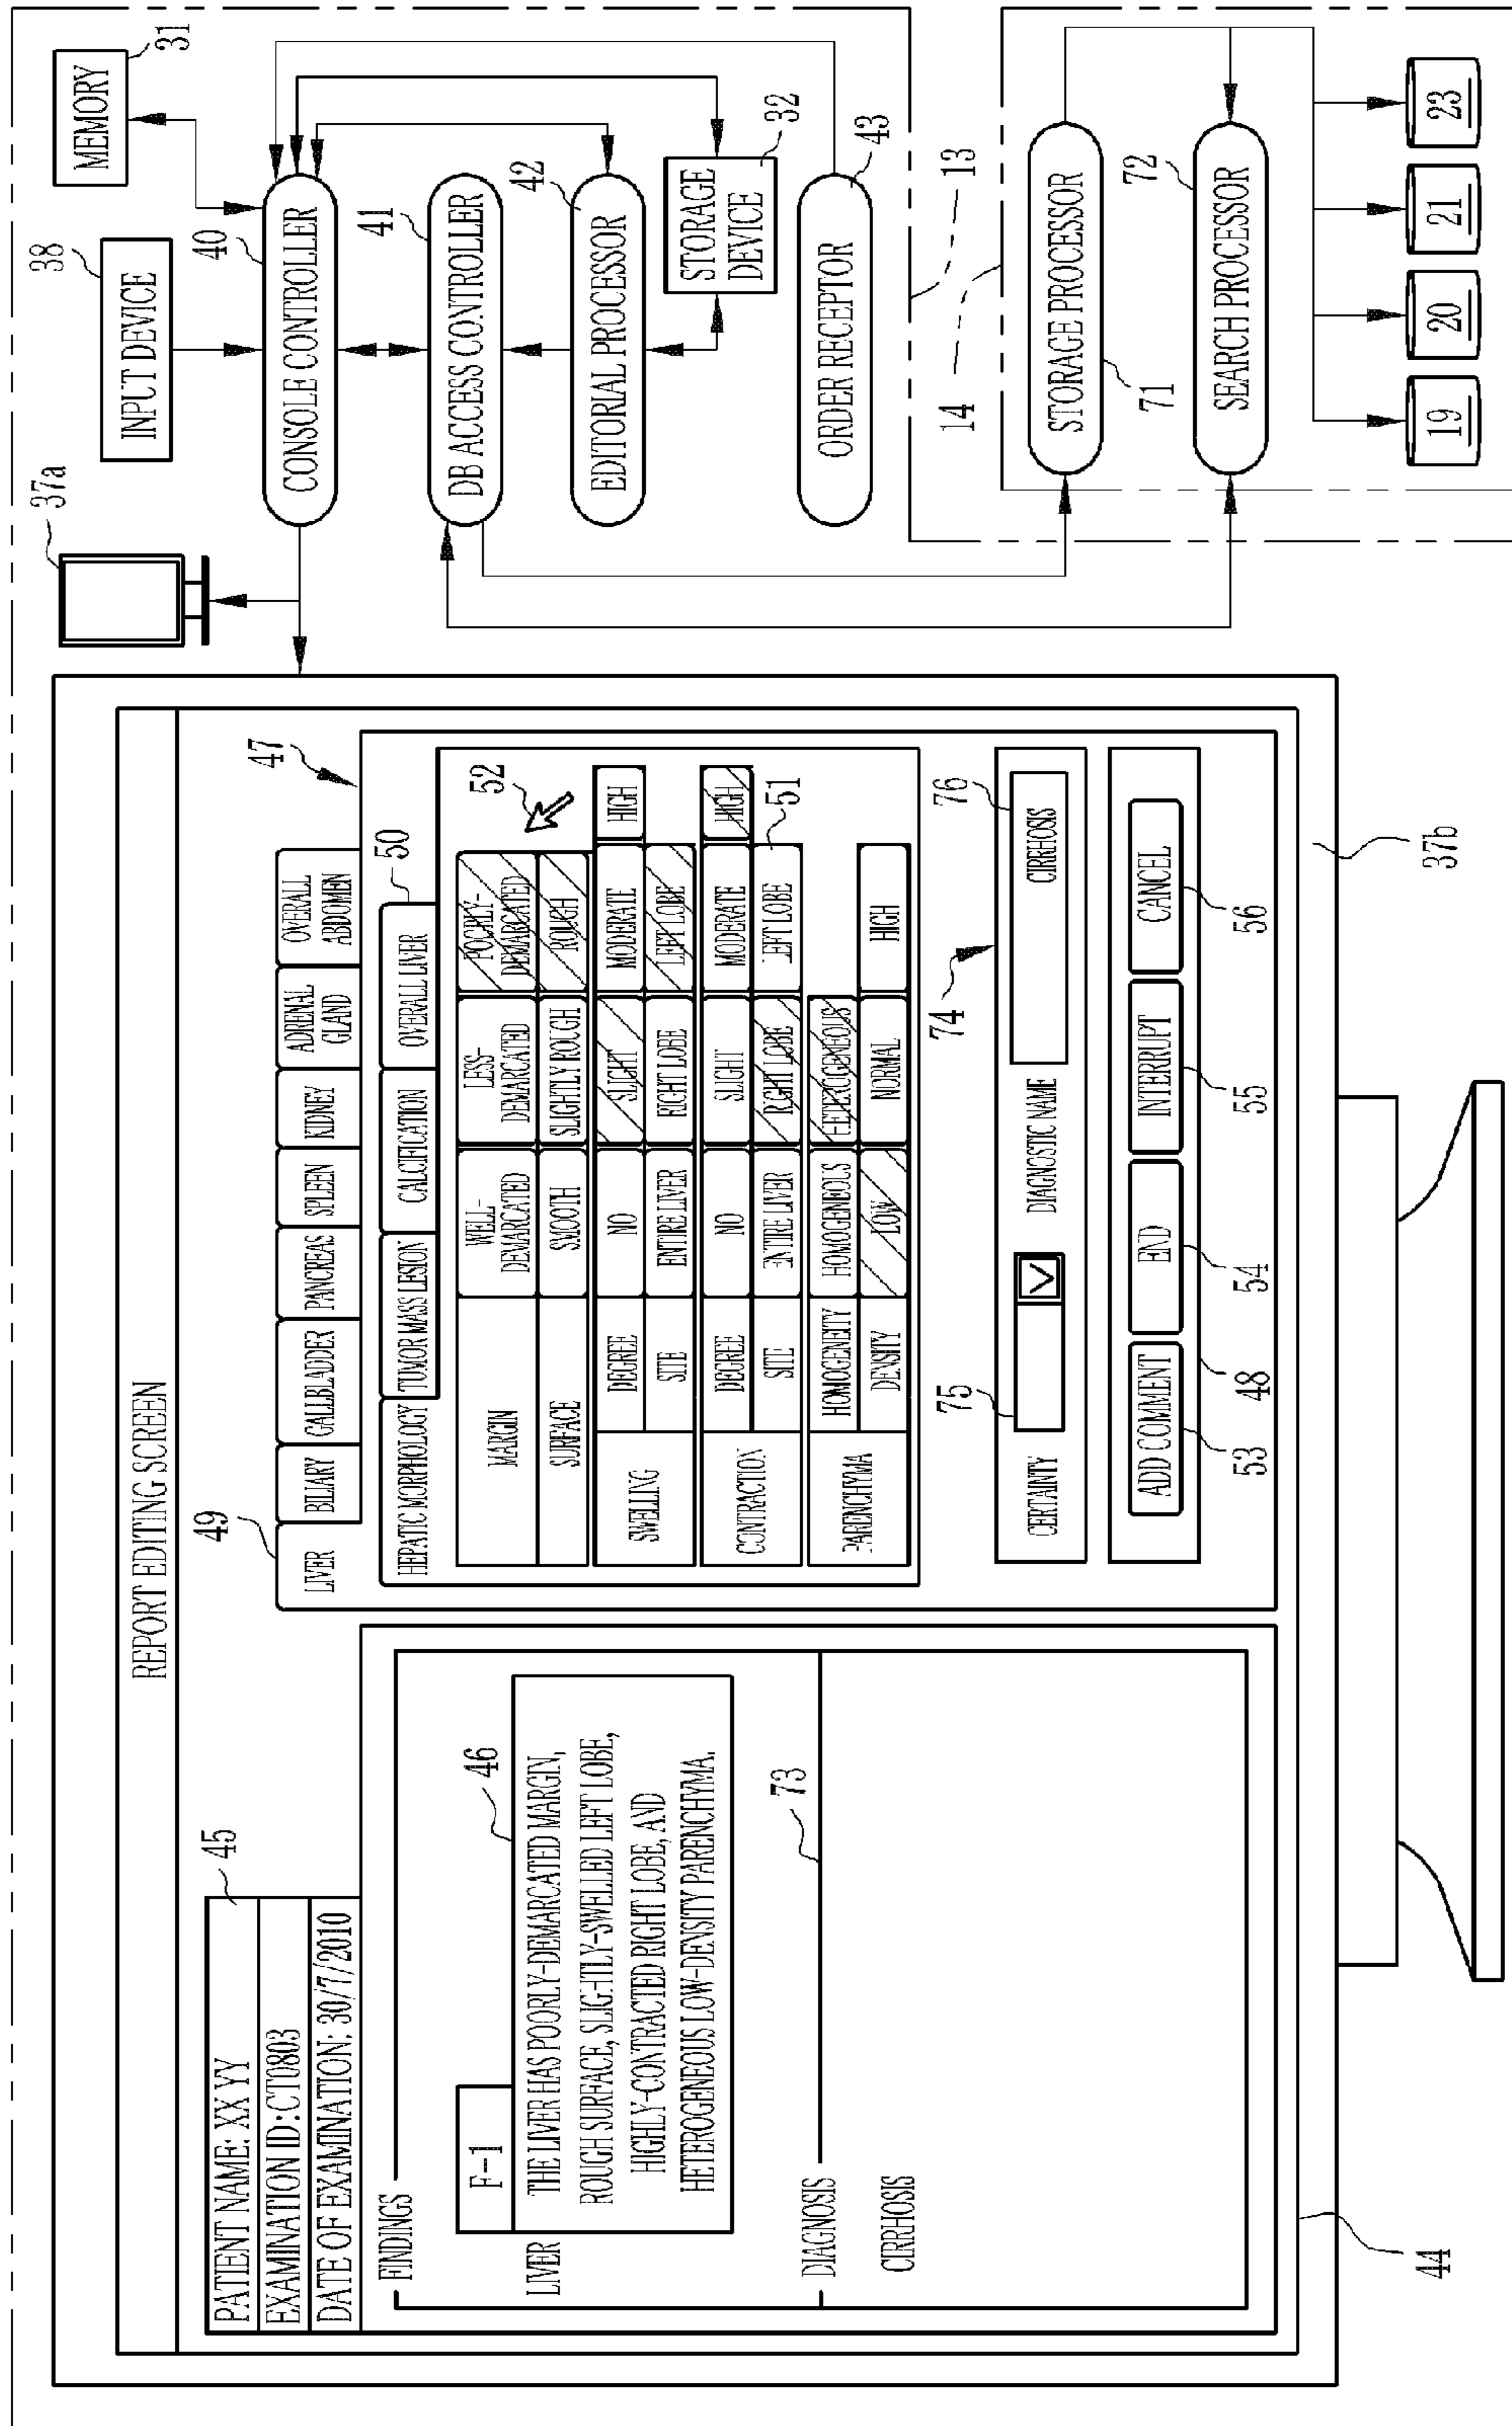 37a
38
INPUT DEVICE
MEMORY
31
40
CONSOLE CONTROLLER
41
DB ACCESS CONTROLLER
42
EDITORIAL PROCESSOR
STORAGE
DEVICE
32
ORDER RECEPTOR
43
13
14
STORAGE PROCESSOR
71
72
SEARCH PROCESSOR
19
20
21
23
REPORT EDITING SCREEN
45
PATIENT NAME: XX YY
EXAMINATION ID:CT0803
DATE OF EXAMINATION: 30/7/2010
FINDINGS
F-1
46
LIVER
THE LIVER HAS POORLY-DEMARCATED MARGIN,
ROUGH SURFACE, SLIGHTLY-SWELLED LEFT LOBE,
HIGHLY-CONTRACTED RIGHT LOBE, AND
HETEROGENEOUS LOW-DENSITY PARENCHYMA.
73
DIAGNOSIS
CIRRHOSIS
44
49
47
LIVER
BILIARY
GALLBLADDER
PANCREAS
SPLEEN
KIDNEY
ADRENAL
GLAND
OVERALL
ABDOMEN
HEPATIC MORPHOLOGY
TUMOR MASS LESION
CALCIFICATION
OVERALL LIVER
50
MARGIN
WELL-
DEMARCATED
LESS-
DEMARCATED
POORLY-
DEMARCATED
52
SURFACE
SMOOTH
SLIGHTLY ROUGH
ROUGH
SWELLING
DEGREE
NO
SLIGHT
MODERATE
HIGH
SITE
ENTIRE LIVER
RIGHT LOBE
LEFT LOBE
CONTRACTION
DEGREE
NO
SLIGHT
MODERATE
HIGH
SITE
ENTIRE LIVER
RIGHT LOBE
LEFT LOBE
51
PARENCHYMA
HOMOGENEITY
HOMOGENEOUS
HETEROGENEOUS
DENSITY
LOW
NORMAL
HIGH
74
75
76
CERTAINTY
DIAGNOSTIC NAME
CIRRHOSIS
ADD COMMENT
END
INTERRUPT
CANCEL
53
48
54
55
56
37b